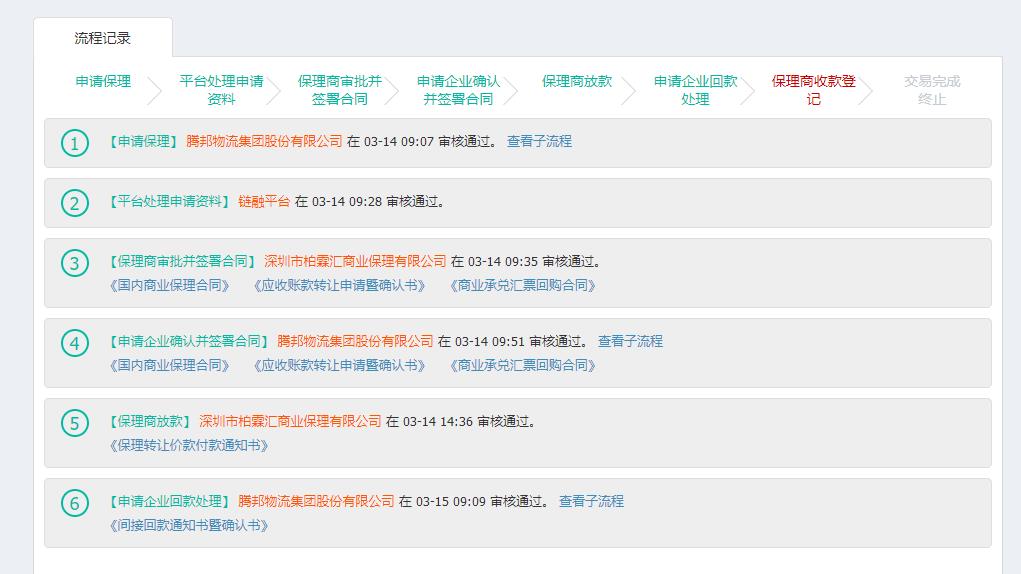 流程记录
申请保理
平台处理申请
资料
保理商审批并
签署合同
申请企业确认
并签署合同
保理商放款
申请企业回款
处理
保理商收款登
记
交易完成
终止
1 【申请保理】 腾邦物流集团股份有限公司 在 03-14 09:07 审核通过。 查看子流程
2 【平台处理申请资料】 链融平台 在 03-14 09:28 审核通过。
3 【保理商审批并签署合同】 深圳市柏霖汇商业保理有限公司 在 03-14 09:35 审核通过。
《国内商业保理合同》 《应收账款转让申请暨确认书》 《商业承兑汇票回购合同》
4 【申请企业确认并签署合同】 腾邦物流集团股份有限公司 在 03-14 09:51 审核通过。 查看子流程
《国内商业保理合同》 《应收账款转让申请暨确认书》 《商业承兑汇票回购合同》
5 【保理商放款】 深圳市柏霖汇商业保理有限公司 在 03-14 14:36 审核通过。
《保理转让价款付款通知书》
6 【申请企业回款处理】 腾邦物流集团股份有限公司 在 03-15 09:09 审核通过。 查看子流程
《间接回款通知书暨确认书》